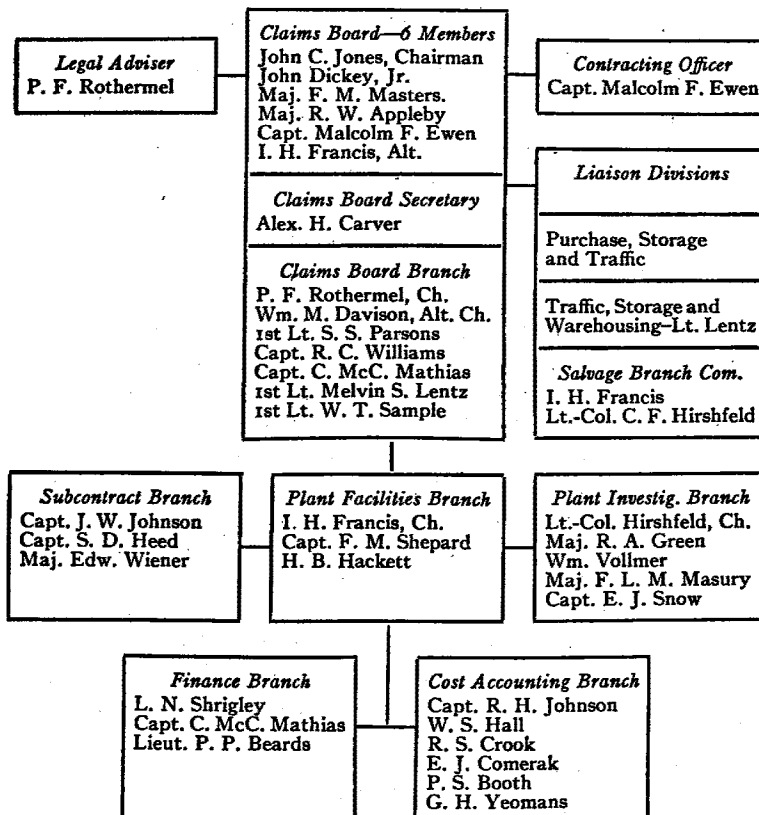 Claims Board—6 Members
John C. Jones, Chairman
John Dickey, Jr.
Maj. F. M. Masters.
Maj. R. W. Appleby
Capt. Malcolm F. Ewen
I. H. Francis, Alt.
Legal Adviser
P. F. Rothermel
Contracting Officer
Capt. Malcolm F. Ewen
Claims Board Secretary
Alex. H. Carver
Claims Board Branch
P. F. Rothermel, Ch.
Wm. M. Davison, Alt. Ch.
1st Lt. S. S. Parsons
Capt. R. C. Williams
Capt. C. McC. Mathias
1st Lt. Melvin S. Lentz
1st Lt. W. T. Sample
Liaison Divisions
Purchase, Storage
and Traffic
Traffic, Storage and
Warehousing—Lt. Lentz
Salvage Branch Com.
I. H. Francis
Lt.-Col. C. F. Hirshfeld
Subcontract Branch
Capt. J. W. Johnson
Capt. S. D. Heed
Maj. Edw. Wiener
Plant Facilities Branch
I. H. Francis, Ch.
Capt. F. M. Shepard
H. B. Hackett
Plant Investig. Branch
Lt.-Col. Hirshfeld, Ch.
Maj. R. A. Green
Wm. Vollmer
Maj. F. L. M. Masury
Capt. E. J. Snow
Finance Branch
L. N. Shrigley
Capt. C. McC. Mathias
Lieut. P. P. Beards
Cost Accounting Branch
Capt. R. H. Johnson
W. S. Hall
R. S. Crook
E. J. Comerak
P. S. Booth
G. H. Yeomans